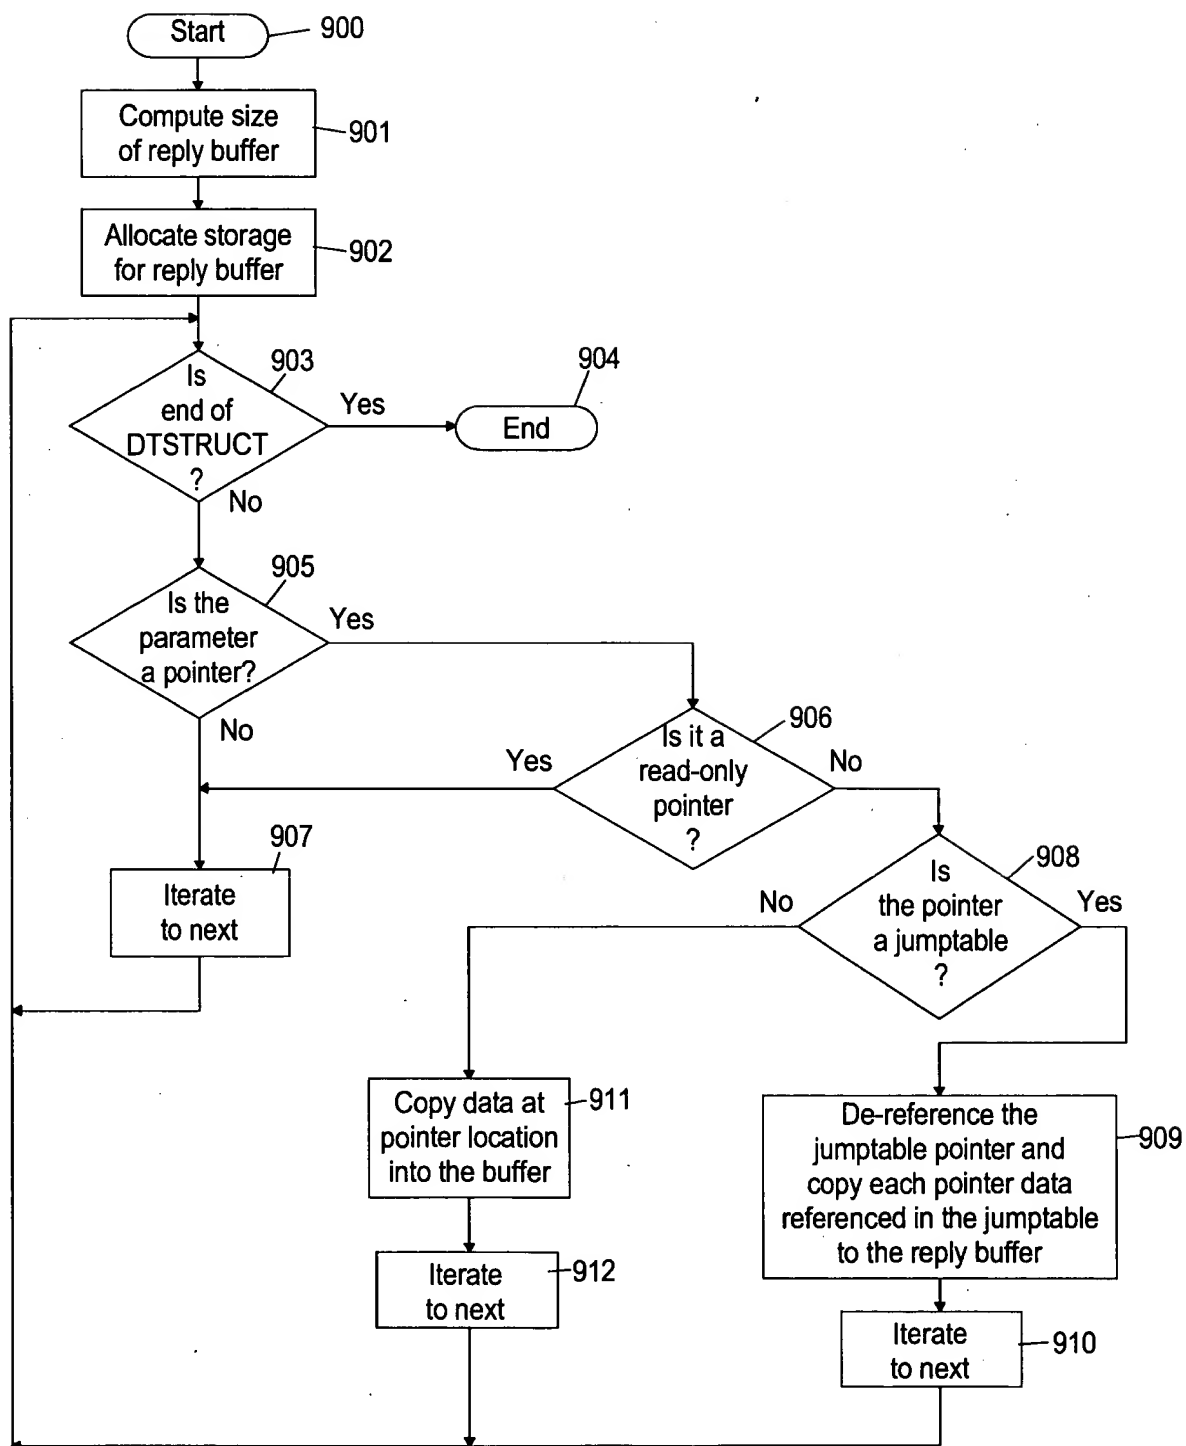 Start
900
Compute size
of reply buffer
901
Allocate storage
for reply buffer
902
Is
end of
DTSTRUCT
?
903
Yes
End
904
No
Is the
parameter
a pointer?
905
Yes
No
Is it a
read-only
pointer
?
906
Yes
No
Iterate
to next
907
Is
the pointer
a jumptable
?
908
No
Yes
Copy data at
pointer location
into the buffer
911
De-reference the
jumptable pointer and
copy each pointer data
referenced in the jumptable
to the reply buffer
909
Iterate
to next
912
Iterate
to next
910